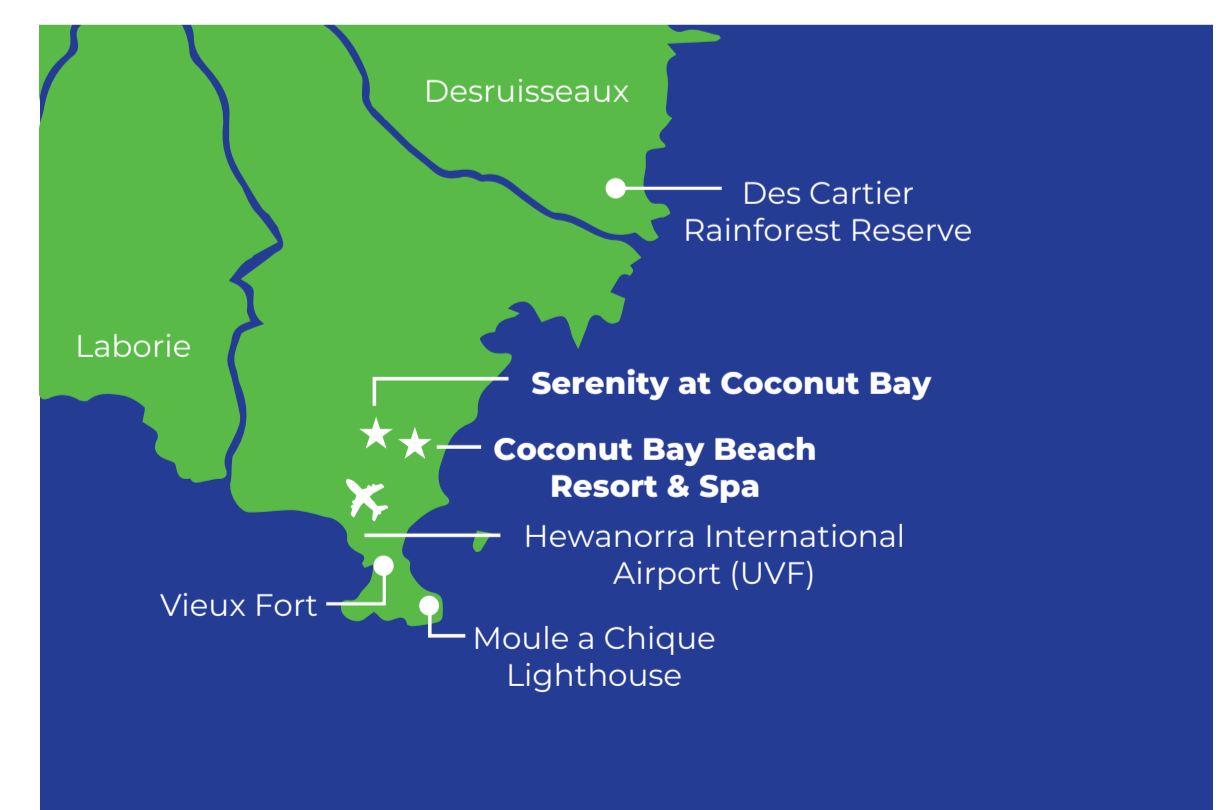 Desruisseaux
Des Cartier
Rainforest Reserve
Laborie
Serenity at Coconut Bay
Coconut Bay Beach
Resort & Spa
Hewanorra International
Airport (UVF)
Vieux Fort
Moule a Chique
Lighthouse